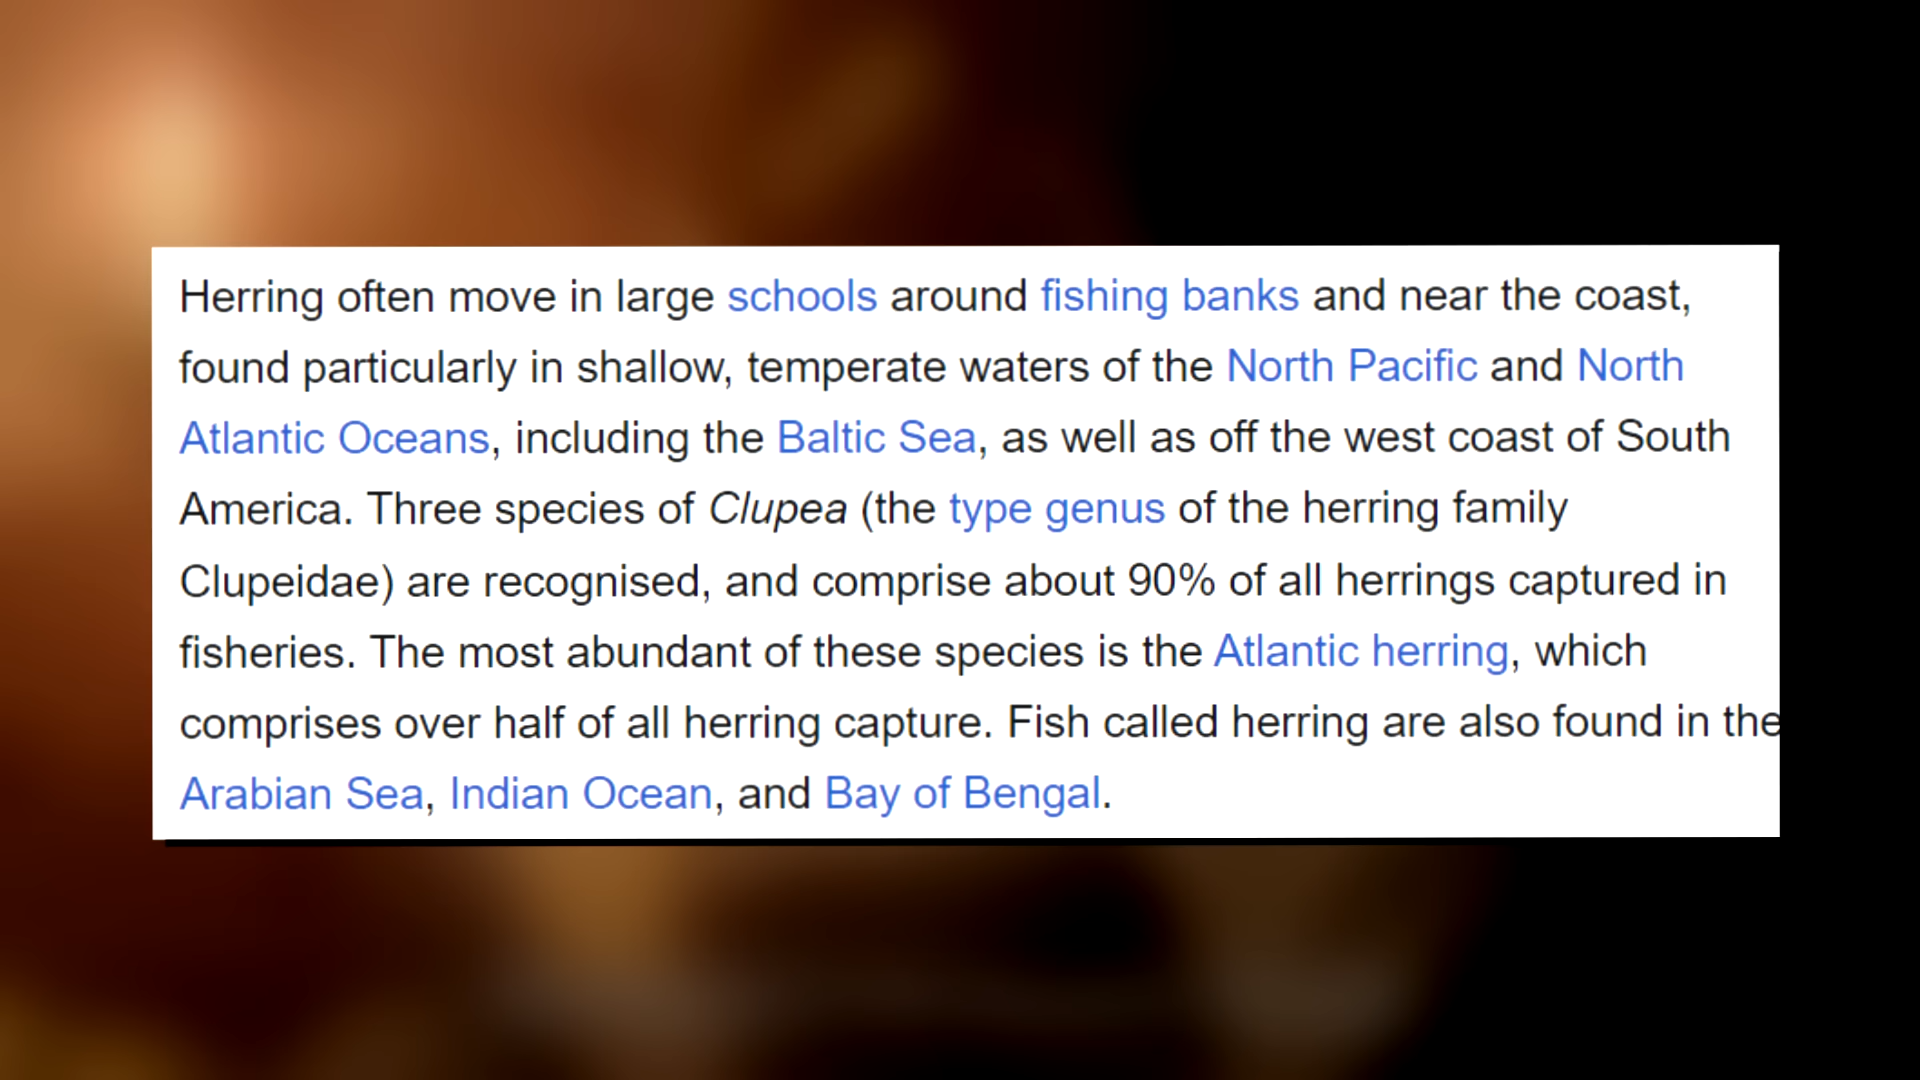 Herring often move in large schools around fishing banks and near the coast,
found particularly in shallow, temperate waters of the North Pacific and North
Atlantic Oceans, including the Baltic Sea, as well as off the west coast of South
America. Three species of Clupea (the type genus of the herring family
Clupeidae) are recognised, and comprise about 90% of all herrings captured in
fisheries. The most abundant of these species is the Atlantic herring, which
comprises over half of all herring capture. Fish called herring are also found in the
Arabian Sea, Indian Ocean, and Bay of Bengal.